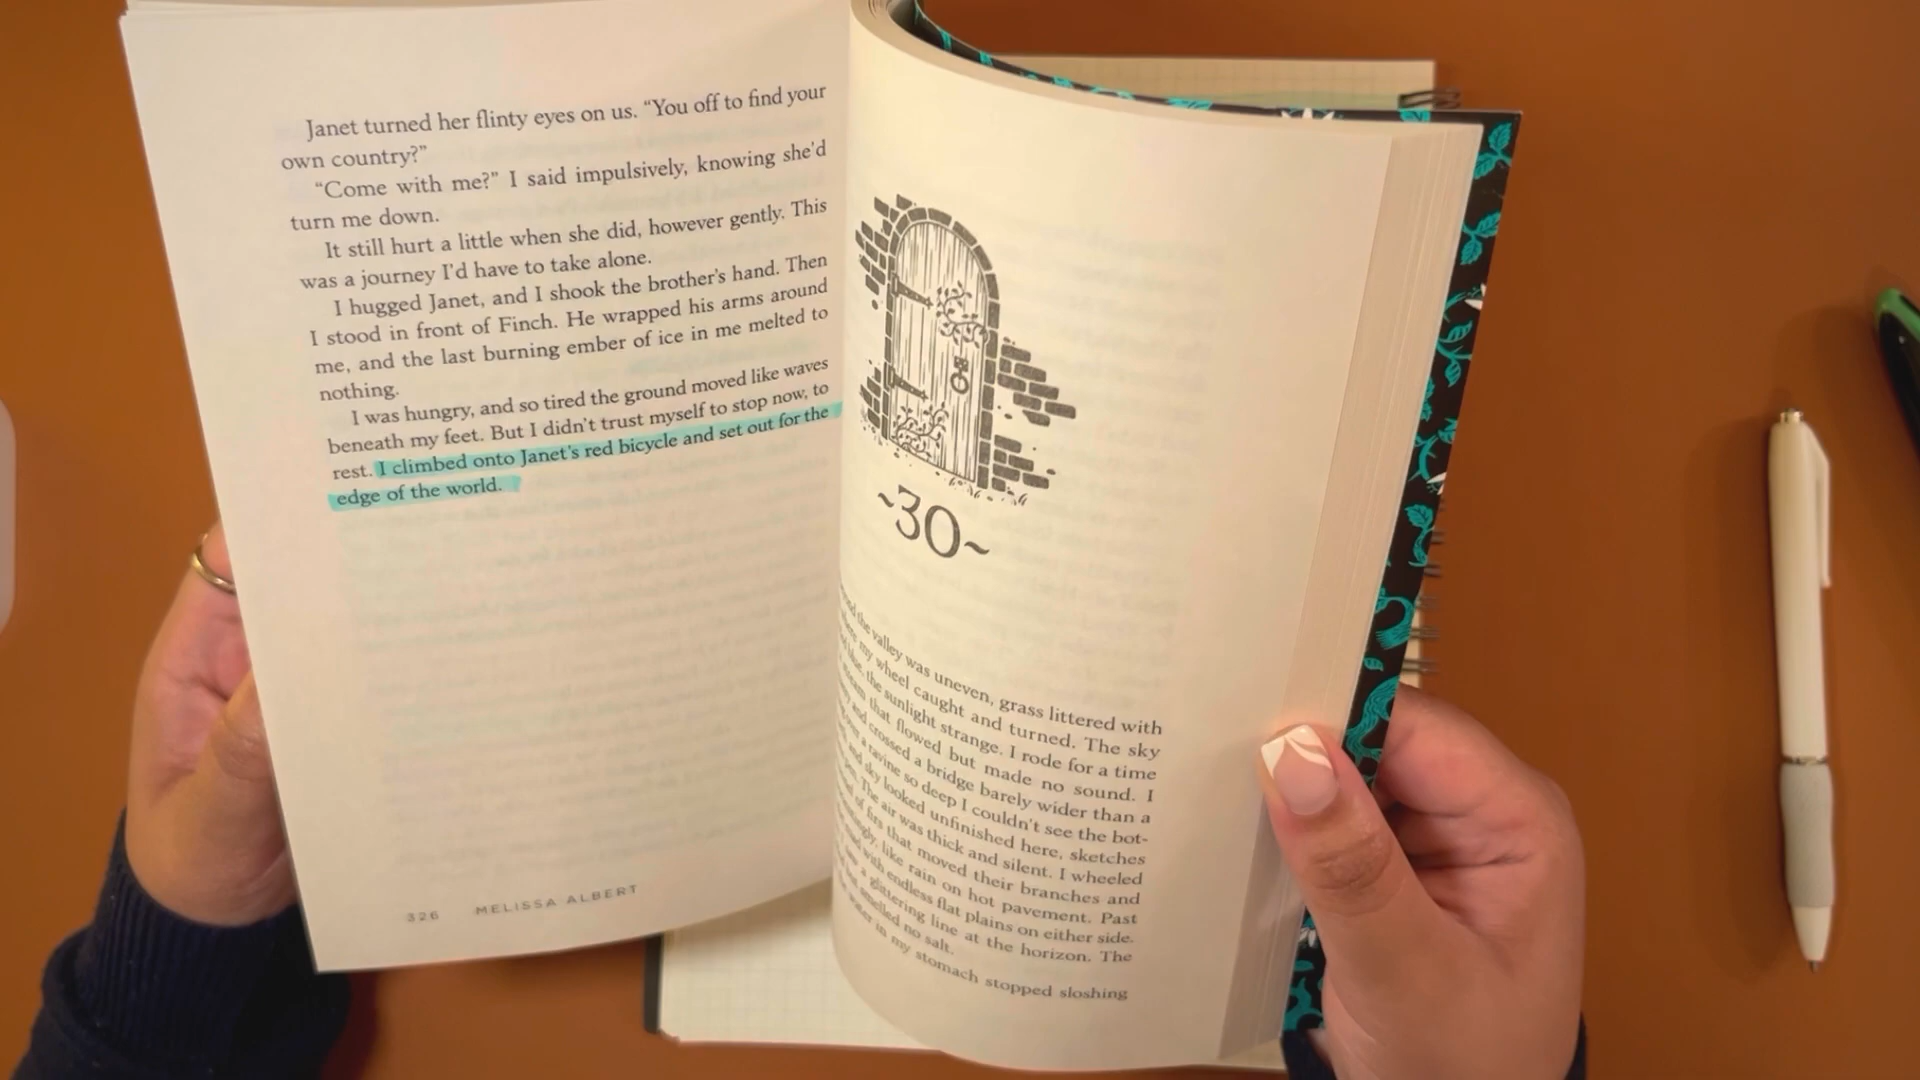 Janet turned her flinty eyes on us. “You off to find your
own country?”
“Come with me?” I said impulsively, knowing she’d
turn me down.
It still hurt a little when she did, however gently. This
was a journey I’d have to take alone.
I hugged Janet, and I shook the brother’s hand. Then
I stood in front of Finch. He wrapped his arms around
me, and the last burning ember of ice in me melted to
nothing.
I was hungry, and so tired the ground moved like waves
beneath my feet. But I didn’t trust myself to stop now, to
rest. I climbed onto Janet’s red bicycle and set out for the
edge of the world.
326 MELISSA ALBERT
~30~
the valley was uneven, grass littered with
my wheel caught and turned. The sky
the sunlight strange. I rode for a time
that flowed but made no sound. I
and crossed a bridge barely wider than a
a ravine so deep I couldn’t see the bot-
and sky looked unfinished here, sketches
The air was thick and silent. I wheeled
of firs that moved their branches and
like rain on hot pavement. Past
with endless flat plains on either side.
a glittering line at the horizon. The
smelled no salt.
in my stomach stopped sloshing